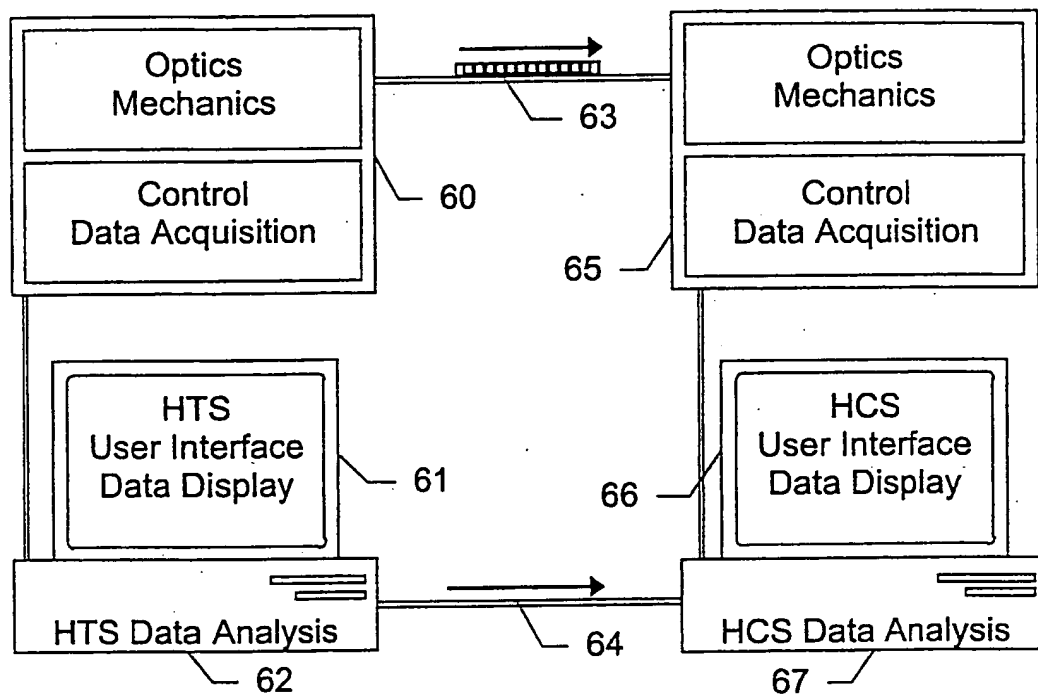 Optics
Mechanics
Control
Data Acquisition
60
63
Optics
Mechanics
Control
Data Acquisition
65
HTS
User Interface
Data Display
61
HTS Data Analysis
62
64
HCS
User Interface
Data Display
66
HCS Data Analysis
67